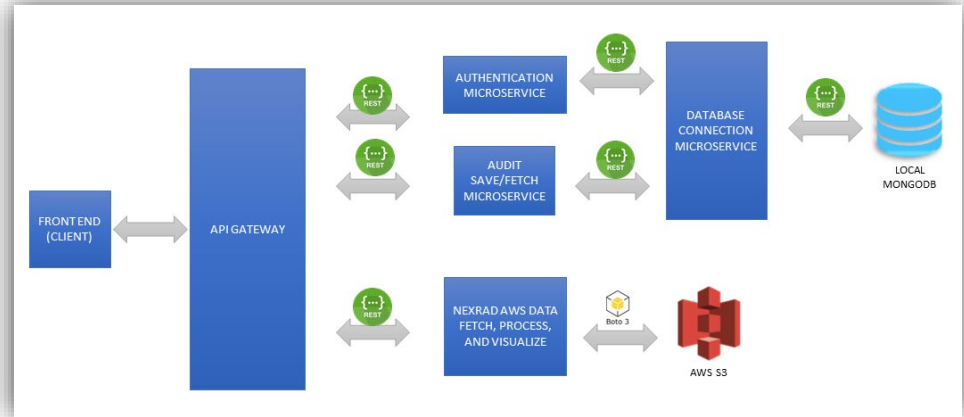 {···}
REST
AUTHENTICATION
MICROSERVICE
{···}
REST
DATABASE
CONNECTION
MICROSERVICE
{···}
REST
LOCAL
MONGODB
{···}
REST
AUDIT
SAVE/FETCH
MICROSERVICE
{···}
REST
FRONT END
(CLIENT)
API GATEWAY
{···}
REST
NEXRAD AWS DATA
FETCH, PROCESS,
AND VISUALIZE
Boto 3
AWS S3